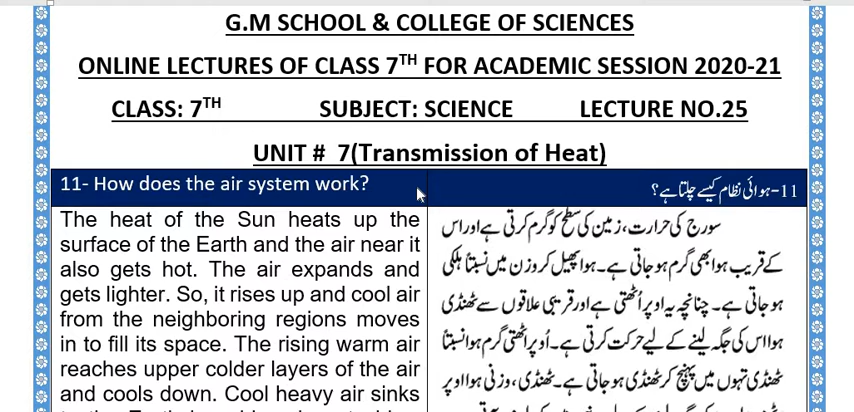 G.M SCHOOL & COLLEGE OF SCIENCES
ONLINE LECTURES OF CLASS 7TH FOR ACADEMIC SESSION 2020-21
CLASS: 7TH SUBJECT: SCIENCE LECTURE NO.25
UNIT # 7(Transmission of Heat)
11- How does the air system work?
The heat of the Sun heats up the
surface of the Earth and the air near it
also gets hot. The air expands and
gets lighter. So, it rises up and cool air
from the neighboring regions moves
in to fill its space. The rising warm air
reaches upper colder layers of the air
and cools down. Cool heavy air sinks
11-ہوائی نظام کیسے چلتا ہے؟
سورج کی حرارت، زمین کی سطح کو گرم کرتی ہے اور اس
کے قریب ہوا بھی گرم ہو جاتی ہے۔ ہوا پھیل کر وزن میں نسبتاً ہلکی
ہو جاتی ہے۔ چنانچہ یہ اوپر اُٹھتی ہے اور قریبی علاقوں سے ٹھنڈی
ہوا اس کی جگہ لینے کے لیے حرکت کرتی ہے۔ اُوپر اٹھتی گرم ہوا نسبتاً
ٹھنڈی تہوں میں پہنچ کر ٹھنڈی ہو جاتی ہے۔ ٹھنڈی، وزنی ہوا اوپر